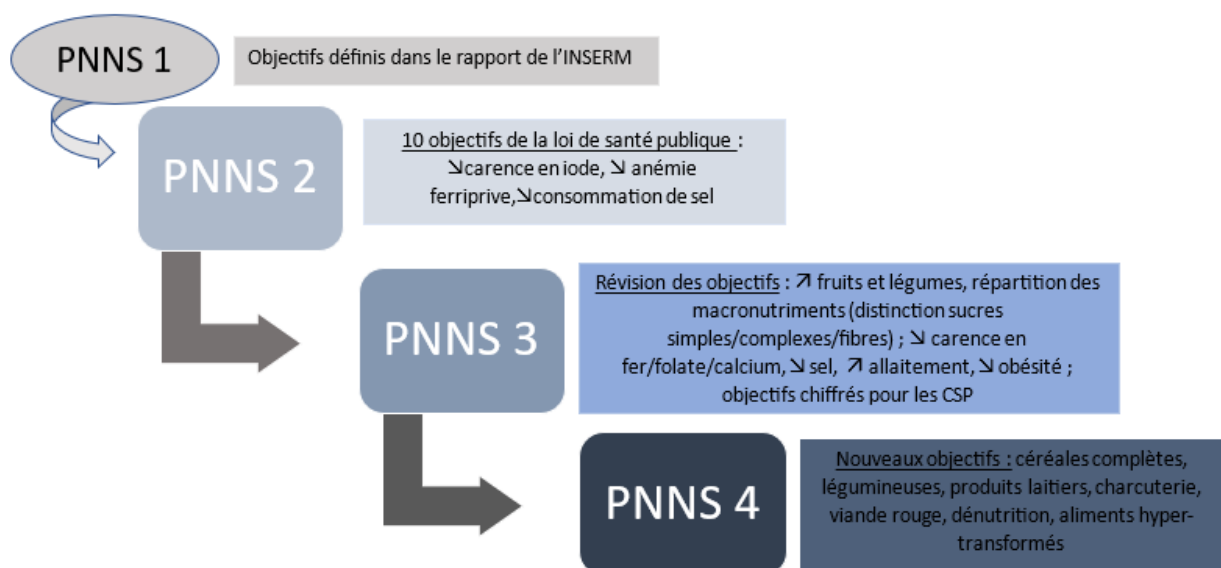 PNNS 1
Objectifs définis dans le rapport de l'INSERM
PNNS 2
10 objectifs de la loi de santé publique :
↘carence en iode, ↘ anémie
ferriprive,↘consommation de sel
PNNS 3
Révision des objectifs : ↗ fruits et légumes, répartition des
macronutriments (distinction sucres
simples/complexes/fibres) ; ↘ carence en
fer/folate/calcium, ↘ sel, ↗ allaitement, ↘ obésité ;
objectifs chiffrés pour les CSP
PNNS 4
Nouveaux objectifs : céréales complètes,
légumineuses, produits laitiers, charcuterie,
viande rouge, dénutrition, aliments hyper-
transformés